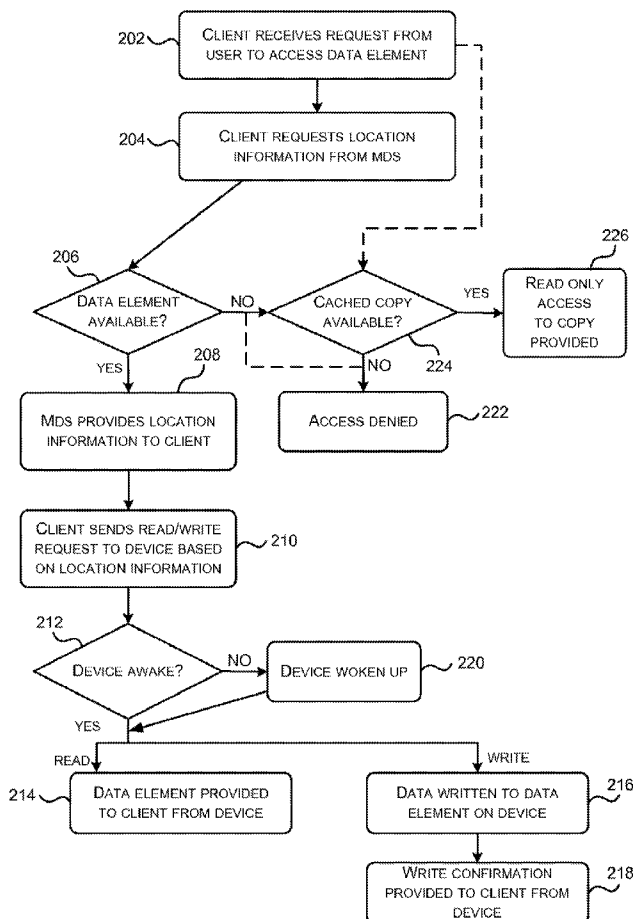 202
CLIENT RECEIVES REQUEST FROM
USER TO ACCESS DATA ELEMENT
204
CLIENT REQUESTS LOCATION
INFORMATION FROM MDS
206
DATA ELEMENT
AVAILABLE?
NO
CACHED COPY
AVAILABLE?
YES
226
READ ONLY
ACCESS
TO COPY
PROVIDED
YES
208
NO
224
MDS PROVIDES LOCATION
INFORMATION TO CLIENT
ACCESS DENIED
222
CLIENT SENDS READ/WRITE
REQUEST TO DEVICE BASED
ON LOCATION INFORMATION
210
212
DEVICE AWAKE?
NO
DEVICE WOKEN UP
220
YES
READ
WRITE
214
DATA ELEMENT PROVIDED
TO CLIENT FROM DEVICE
DATA WRITTEN TO DATA
ELEMENT ON DEVICE
216
WRITE CONFIRMATION
PROVIDED TO CLIENT FROM
DEVICE
218